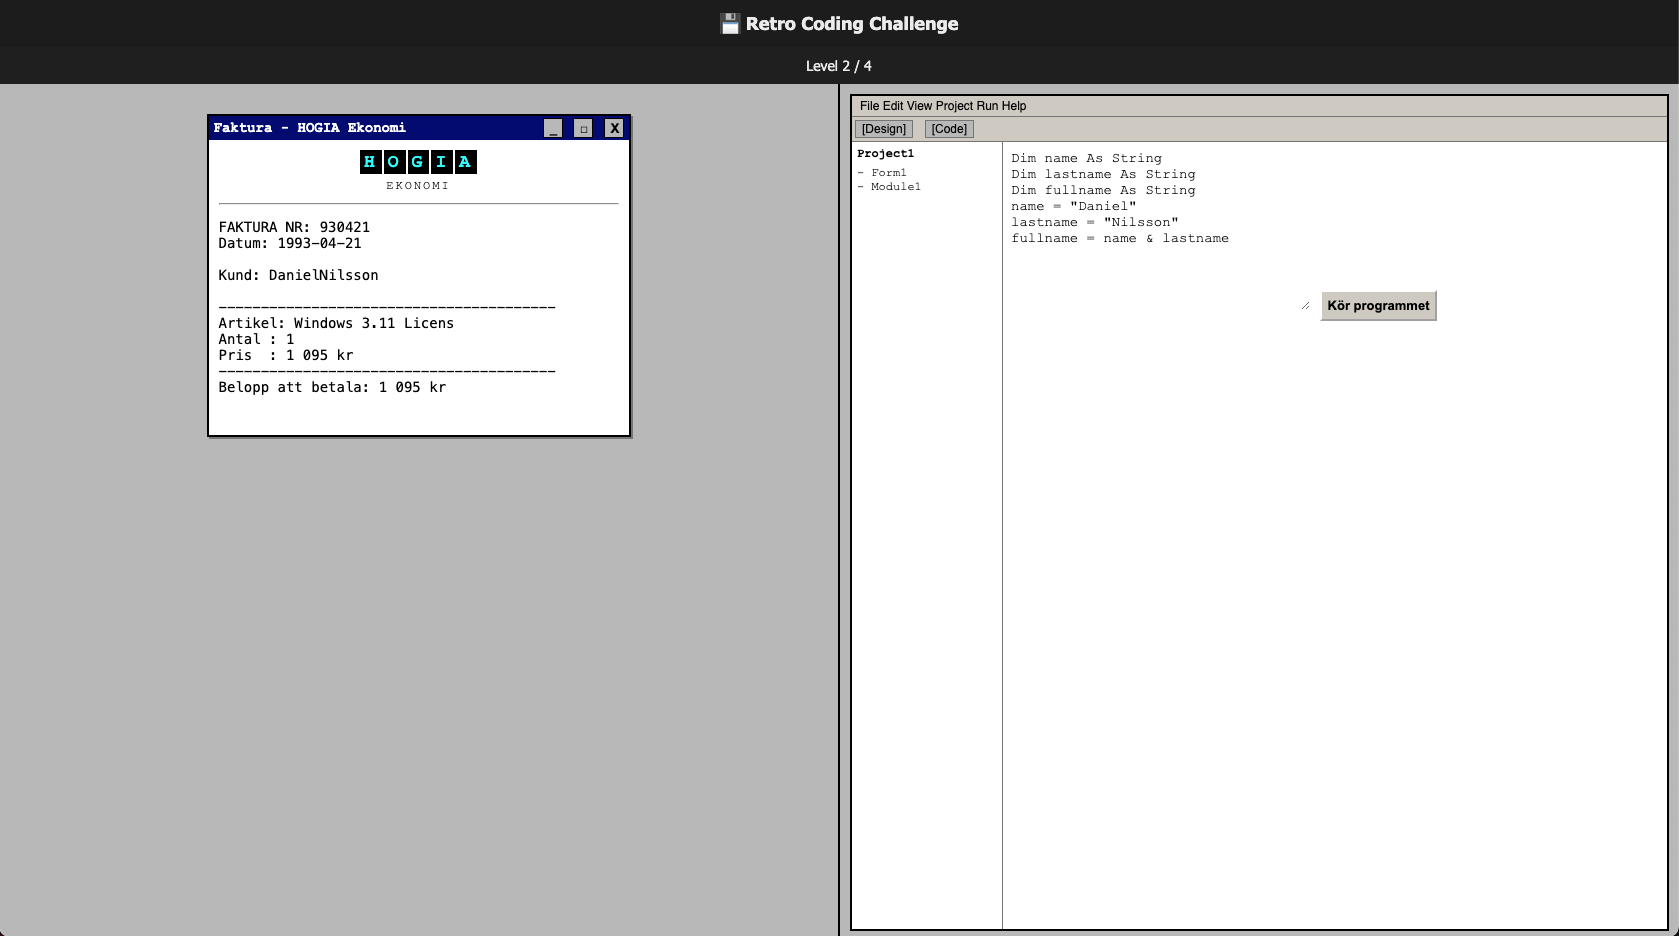 💾 Retro Coding Challenge
Level 2 / 4
Faktura - HOGIA Ekonomi
_ □ X
H O G I A
EKONOMI
FAKTURA NR: 930421
Datum: 1993-04-21
Kund: DanielNilsson
----------------------------------------
Artikel: Windows 3.11 Licens
Antal : 1
Pris  : 1 095 kr
----------------------------------------
Belopp att betala: 1 095 kr
File Edit View Project Run Help
[Design] [Code]
Project1
- Form1
- Module1
Dim name As String
Dim lastname As String
Dim fullname As String
name = "Daniel"
lastname = "Nilsson"
fullname = name & lastname
Kör programmet